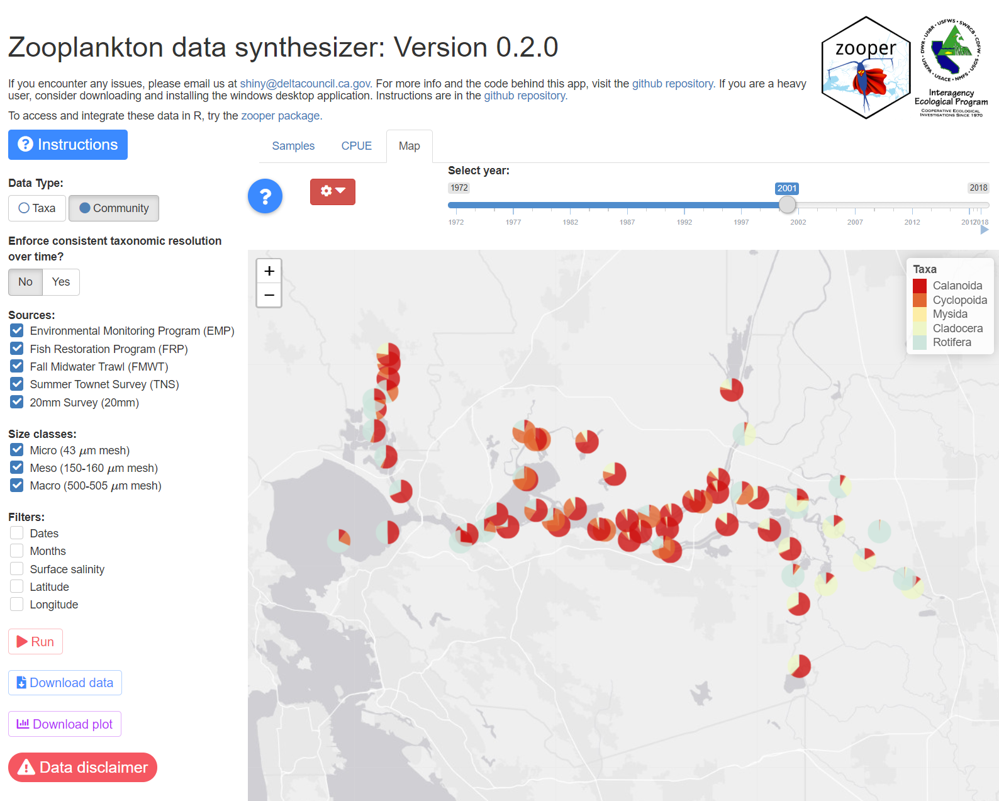 Zooplankton data synthesizer: Version 0.2.0
zooper
DWR • USBR • USFWS • SWRCB • CDFW • USGS • NMFS • USACE • USEPA •
Interagency
Ecological Program
COOPERATIVE ECOLOGICAL
INVESTIGATIONS SINCE 1970
If you encounter any issues, please email us at shiny@deltacouncil.ca.gov. For more info and the code behind this app, visit the github repository. If you are a heavy
user, consider downloading and installing the windows desktop application. Instructions are in the github repository.
To access and integrate these data in R, try the zooper package.
? Instructions
Samples CPUE Map
Data Type:
Taxa Community
Enforce consistent taxonomic resolution
over time?
No Yes
Sources:
Environmental Monitoring Program (EMP)
Fish Restoration Program (FRP)
Fall Midwater Trawl (FMWT)
Summer Townet Survey (TNS)
20mm Survey (20mm)
Size classes:
Micro (43 μm mesh)
Meso (150-160 μm mesh)
Macro (500-505 μm mesh)
Filters:
Dates
Months
Surface salinity
Latitude
Longitude
Run
Download data
Download plot
Data disclaimer
?
Select year:
1972 2001 2018
1972 1977 1982 1987 1992 1997 2002 2007 2012 2017 2018
+
−
Taxa
Calanoida
Cyclopoida
Mysida
Cladocera
Rotifera